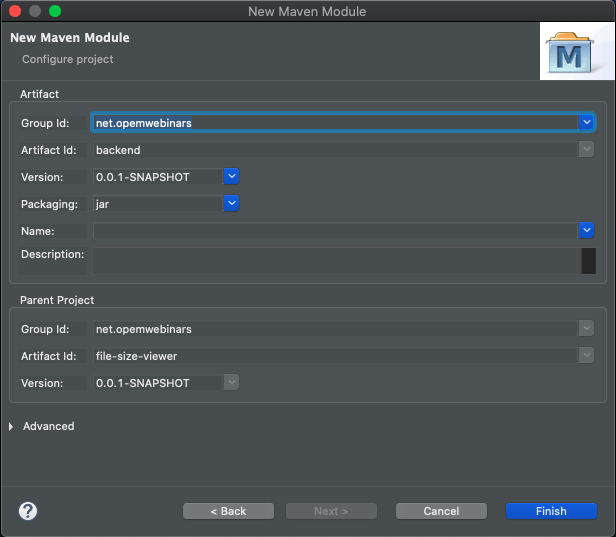 New Maven Module
New Maven Module
Configure project
M
Artifact
Group Id: net.opemwebinars
Artifact Id: backend
Version: 0.0.1-SNAPSHOT
Packaging: jar
Name:
Description:
Parent Project
Group Id: net.opemwebinars
Artifact Id: file-size-viewer
Version: 0.0.1-SNAPSHOT
Advanced
? < Back Next > Cancel Finish